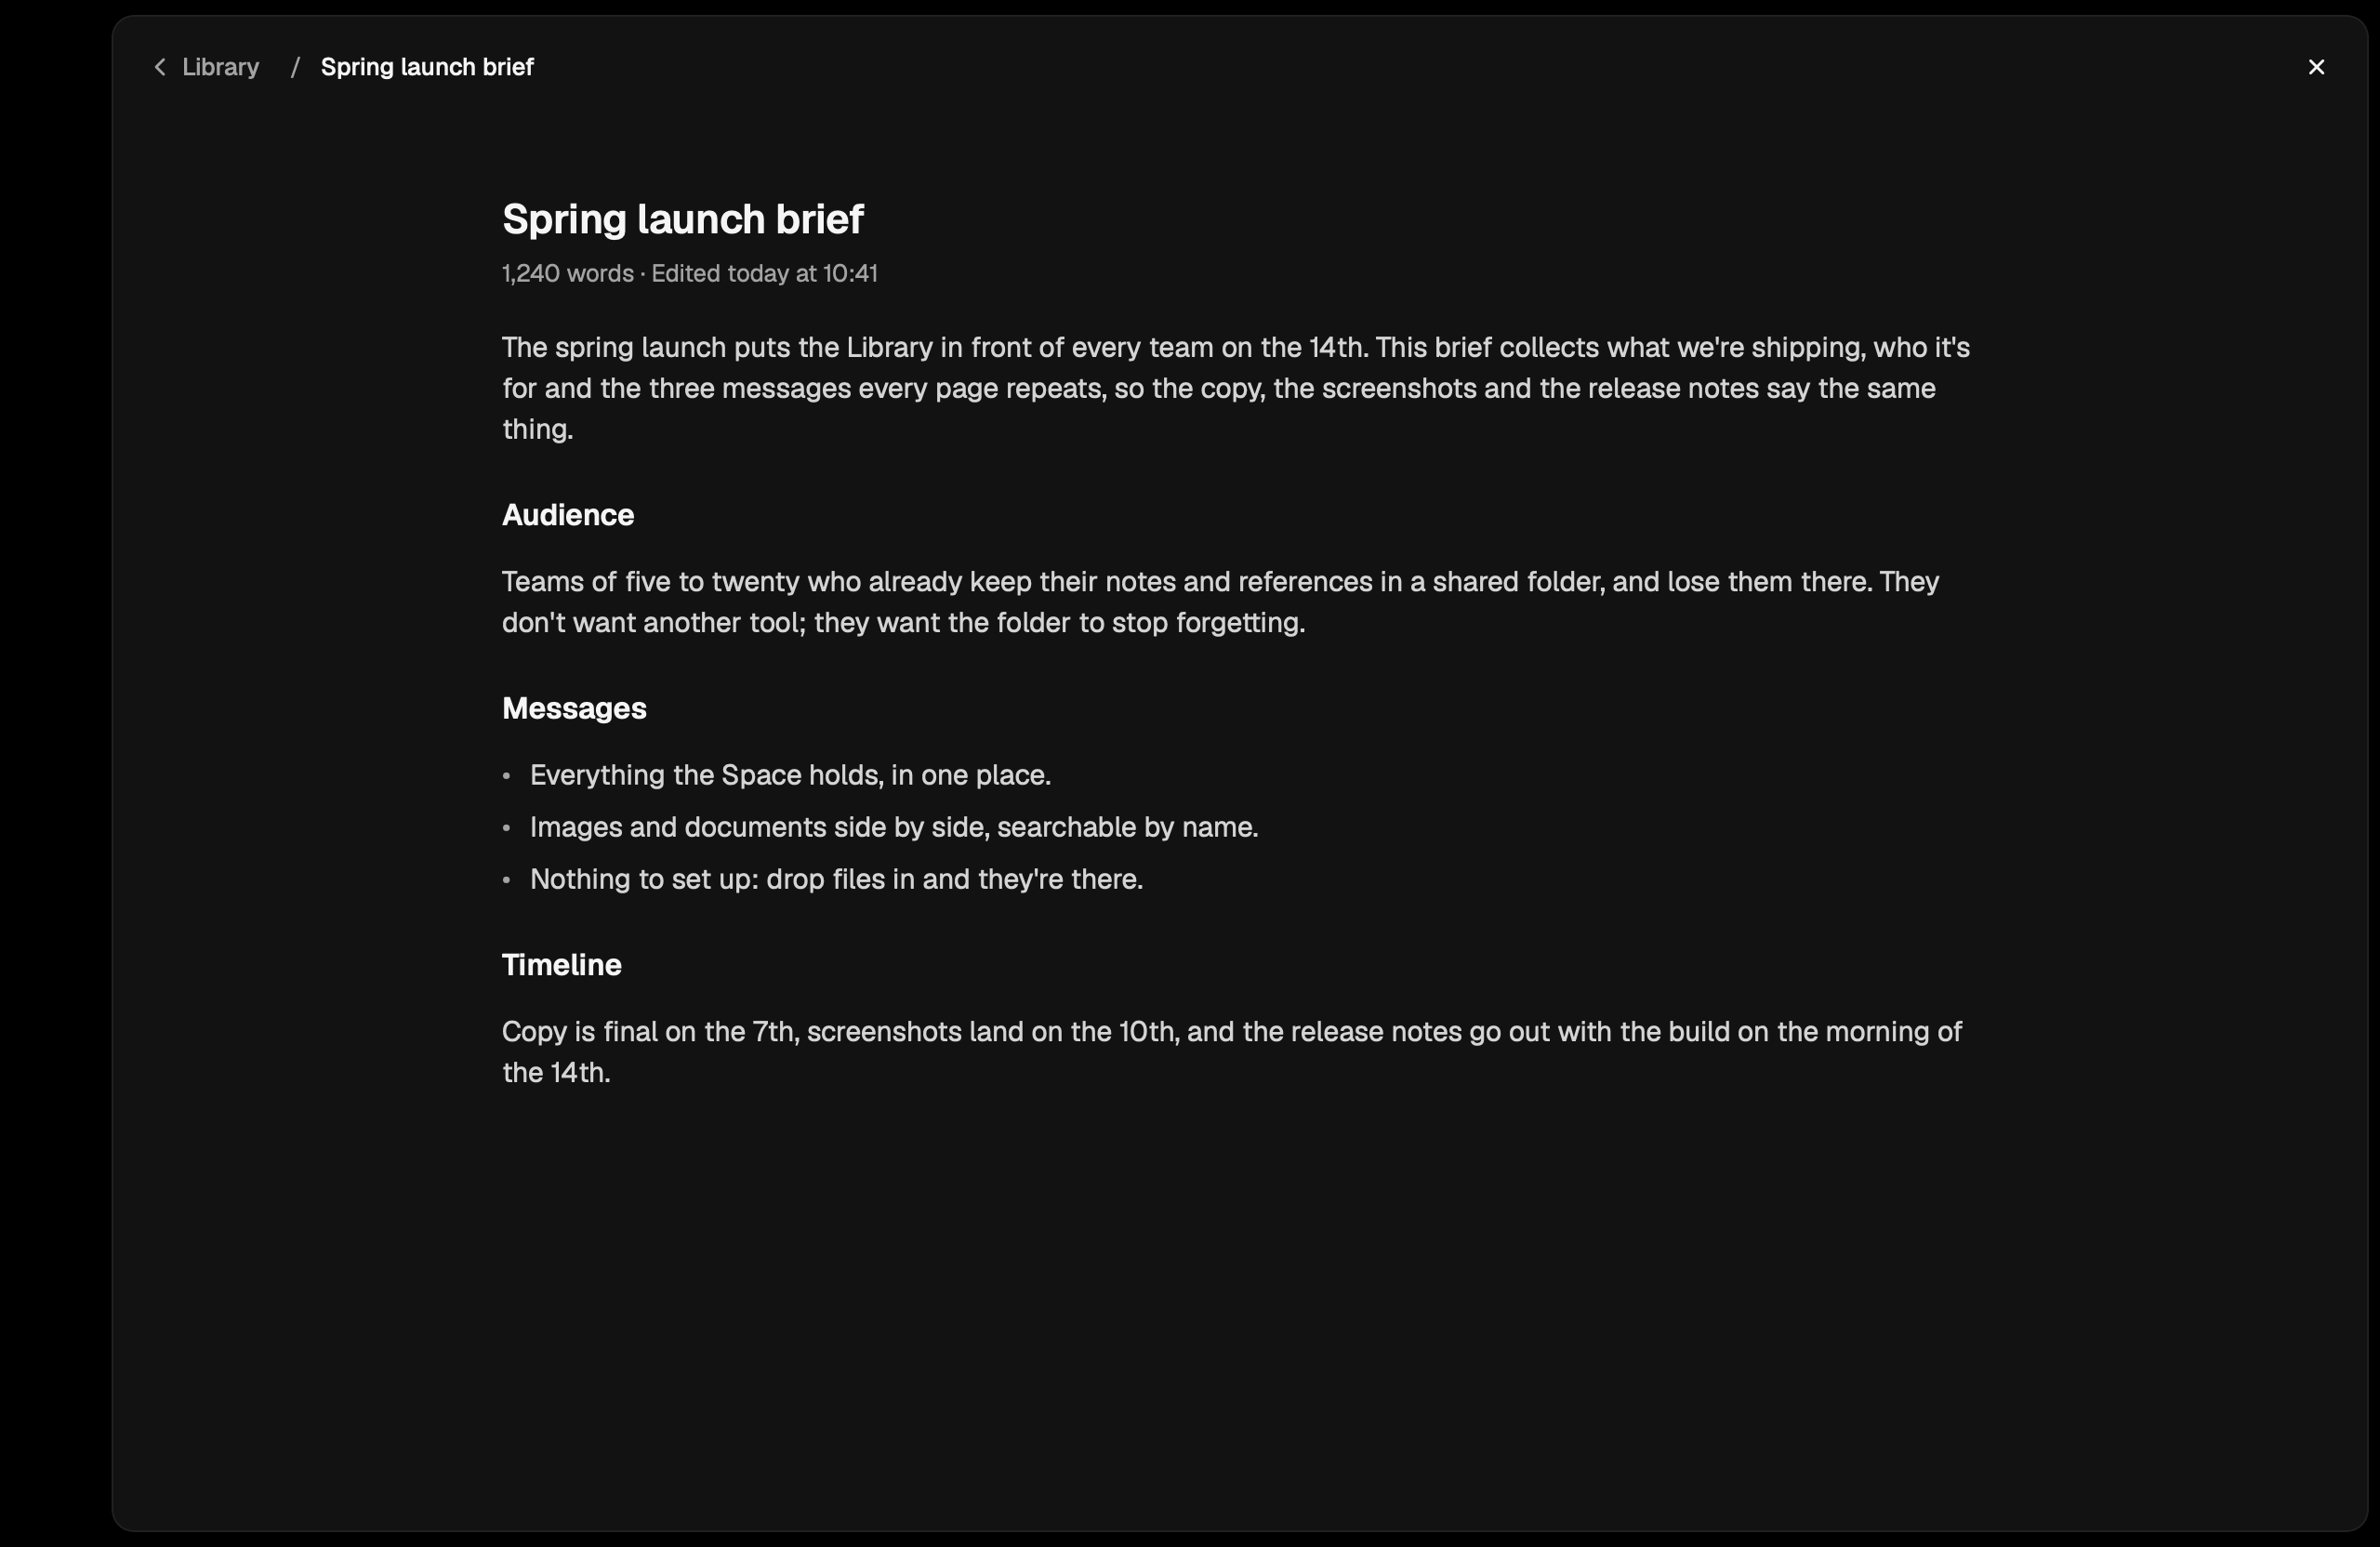 Library / Spring launch brief
Spring launch brief
1,240 words · Edited today at 10:41
The spring launch puts the Library in front of every team on the 14th. This brief collects what we're shipping, who it's
for and the three messages every page repeats, so the copy, the screenshots and the release notes say the same
thing.
Audience
Teams of five to twenty who already keep their notes and references in a shared folder, and lose them there. They
don't want another tool; they want the folder to stop forgetting.
Messages
• Everything the Space holds, in one place.
• Images and documents side by side, searchable by name.
• Nothing to set up: drop files in and they're there.
Timeline
Copy is final on the 7th, screenshots land on the 10th, and the release notes go out with the build on the morning of
the 14th.